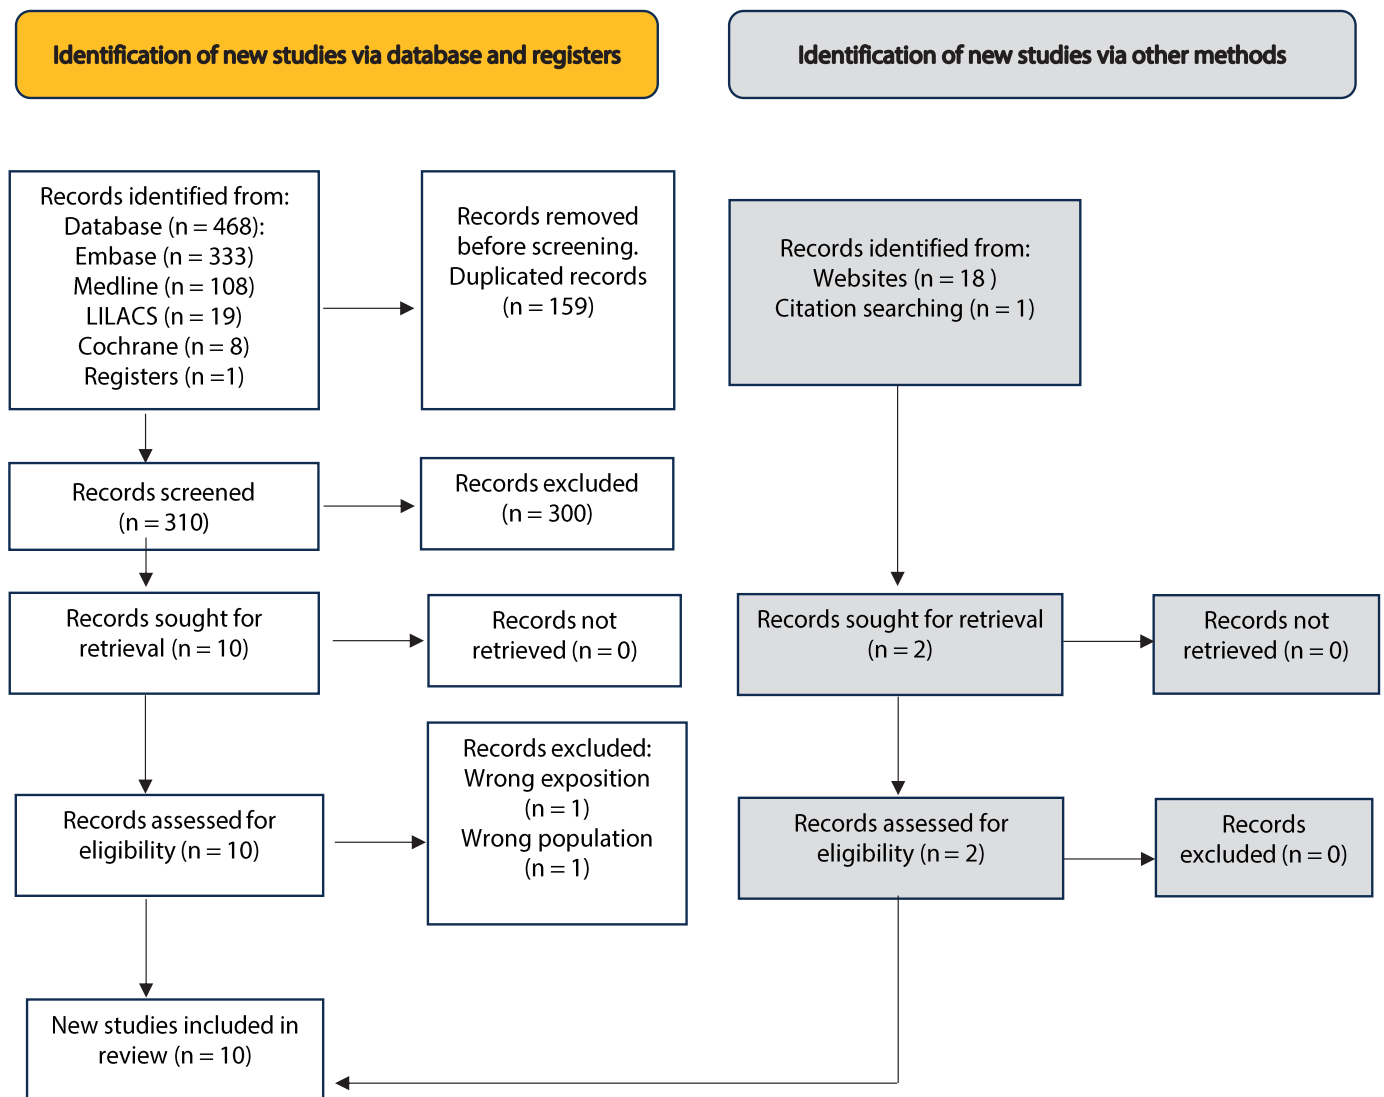 Identification of new studies via database and registers
Identification of new studies via other methods
Records identified from:
Database (n = 468):
Embase (n = 333)
Medline (n = 108)
LILACS (n = 19)
Cochrane (n = 8)
Registers (n =1)
Records removed
before screening.
Duplicated records
(n = 159)
Records identified from:
Websites (n = 18 )
Citation searching (n = 1)
Records screened
(n = 310)
Records excluded
(n = 300)
Records sought for
retrieval (n = 10)
Records not
retrieved (n = 0)
Records sought for retrieval
(n = 2)
Records not
retrieved (n = 0)
Records assessed for
eligibility (n = 10)
Records excluded:
Wrong exposition
(n = 1)
Wrong population
(n = 1)
Records assessed for
eligibility (n = 2)
Records
excluded (n = 0)
New studies included in
review (n = 10)